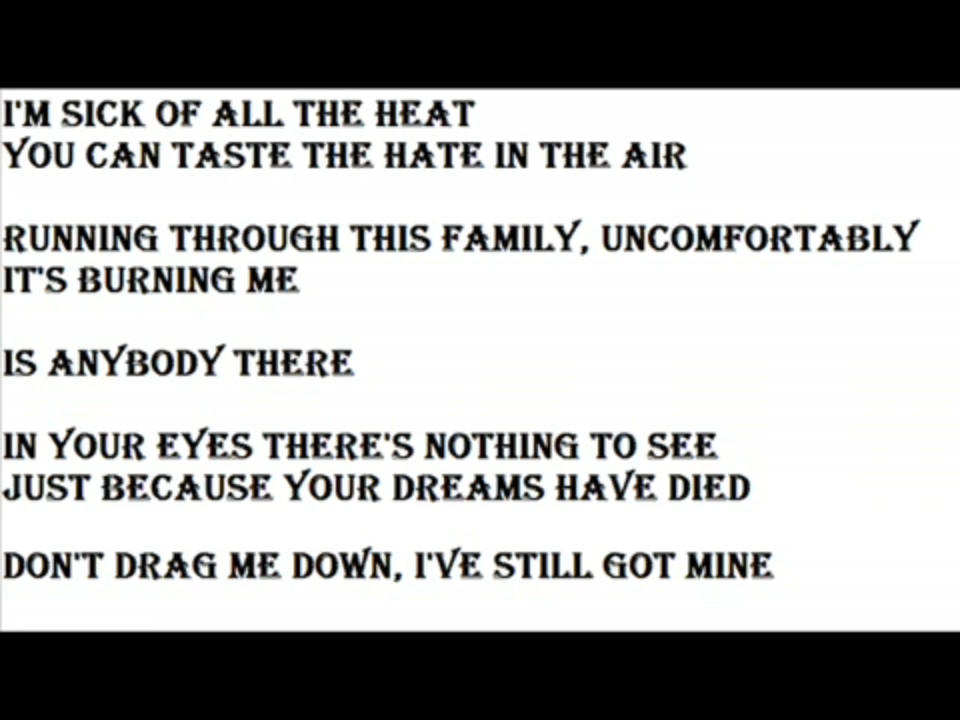 I'M SICK OF ALL THE HEAT
YOU CAN TASTE THE HATE IN THE AIR
RUNNING THROUGH THIS FAMILY, UNCOMFORTABLY
IT'S BURNING ME
IS ANYBODY THERE
IN YOUR EYES THERE'S NOTHING TO SEE
JUST BECAUSE YOUR DREAMS HAVE DIED
DON'T DRAG ME DOWN, I'VE STILL GOT MINE